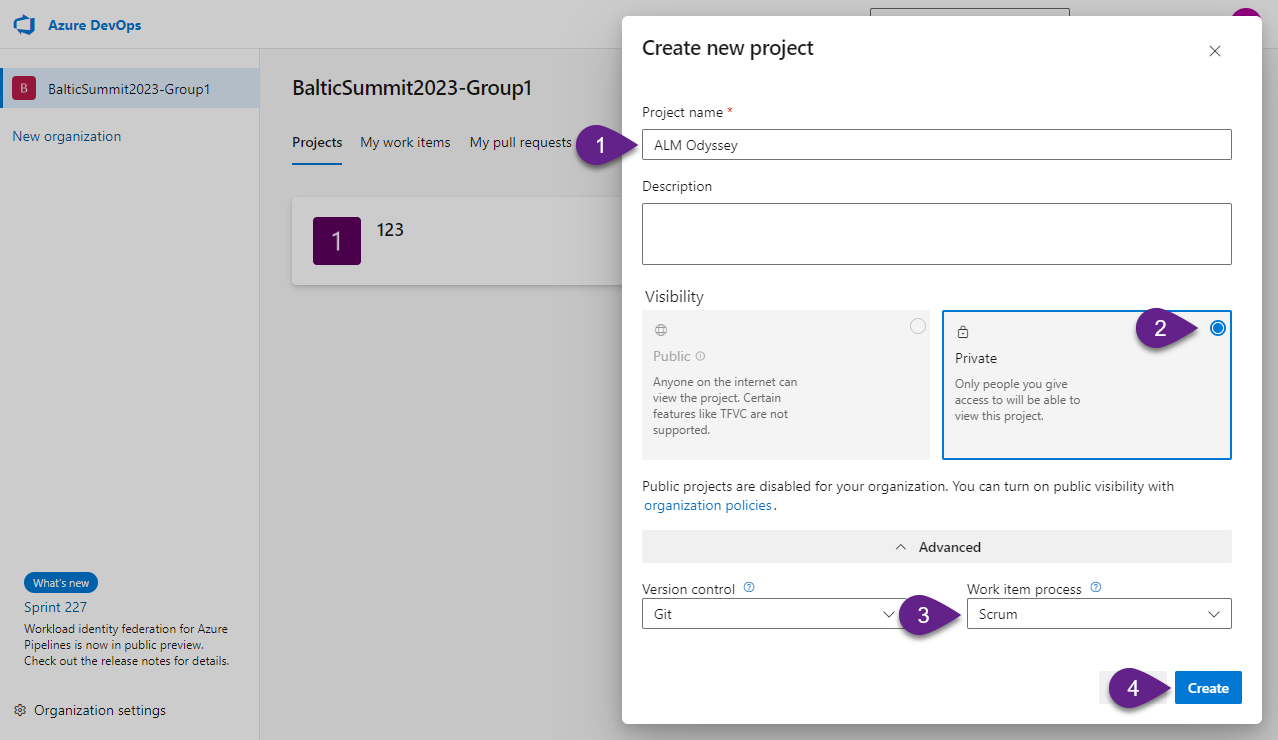 Azure DevOps
B
BalticSummit2023-Group1
New organization
What's new
Sprint 227
Workload identity federation for Azure
Pipelines is now in public preview.
Check out the release notes for details.
Organization settings
BalticSummit2023-Group1
Projects
My work items
My pull requests
1
123
Create new project
Project name *
1
ALM Odyssey
Description
Visibility
Public
Anyone on the internet can
view the project. Certain
features like TFVC are not
supported.
2
Private
Only people you give
access to will be able to
view this project.
Public projects are disabled for your organization. You can turn on public visibility with
organization policies.
Advanced
Version control
Git
Work item process
3
Scrum
4
Create